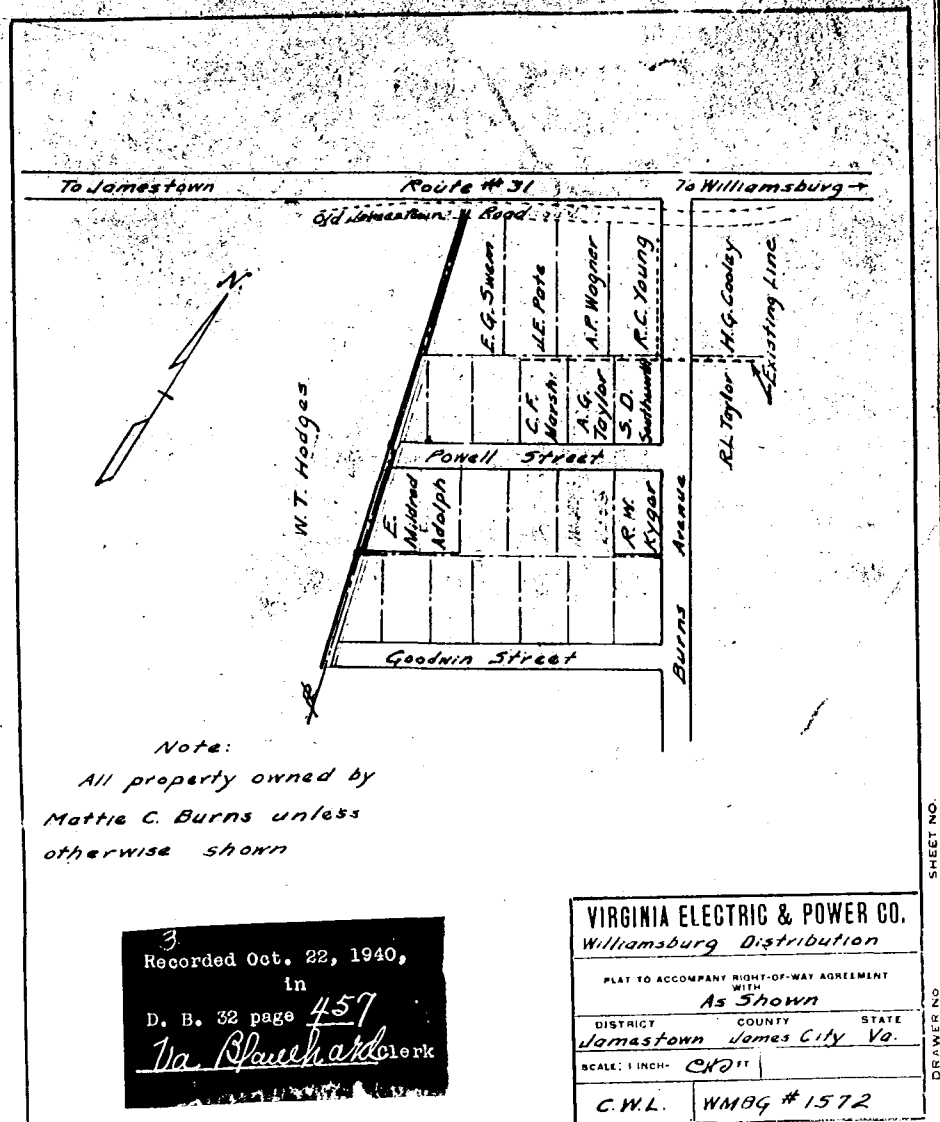 To Jamestown Route # 31 To Williamsburg →
Old Jamestown Road
N.
E.G. Swem
J.E. Pate
A.P. Wagner
R.C. Young
H.G. Cooley
Existing Line
W.T. Hodges
C.F.
Marsh
A.G.
Taylor
S.D.
R.L. Taylor
Powell Street
E.
Mildred
C.
Adolph
R.W.
Kyger
Burns Avenue
Goodwin Street
Note:
All property owned by
Mattie C. Burns unless
otherwise shown
3
Recorded Oct. 22, 1940,
in
D. B. 32 page 457
Va clerk
VIRGINIA ELECTRIC & POWER CO.
Williamsburg Distribution
PLAT TO ACCOMPANY RIGHT-OF-WAY AGREEMENT
WITH
As Shown
DISTRICT COUNTY STATE
Jamestown James City Va.
SCALE: 1 INCH- FT
C.W.L. WMBG # 1572
SHEET NO.
DRAWER NO